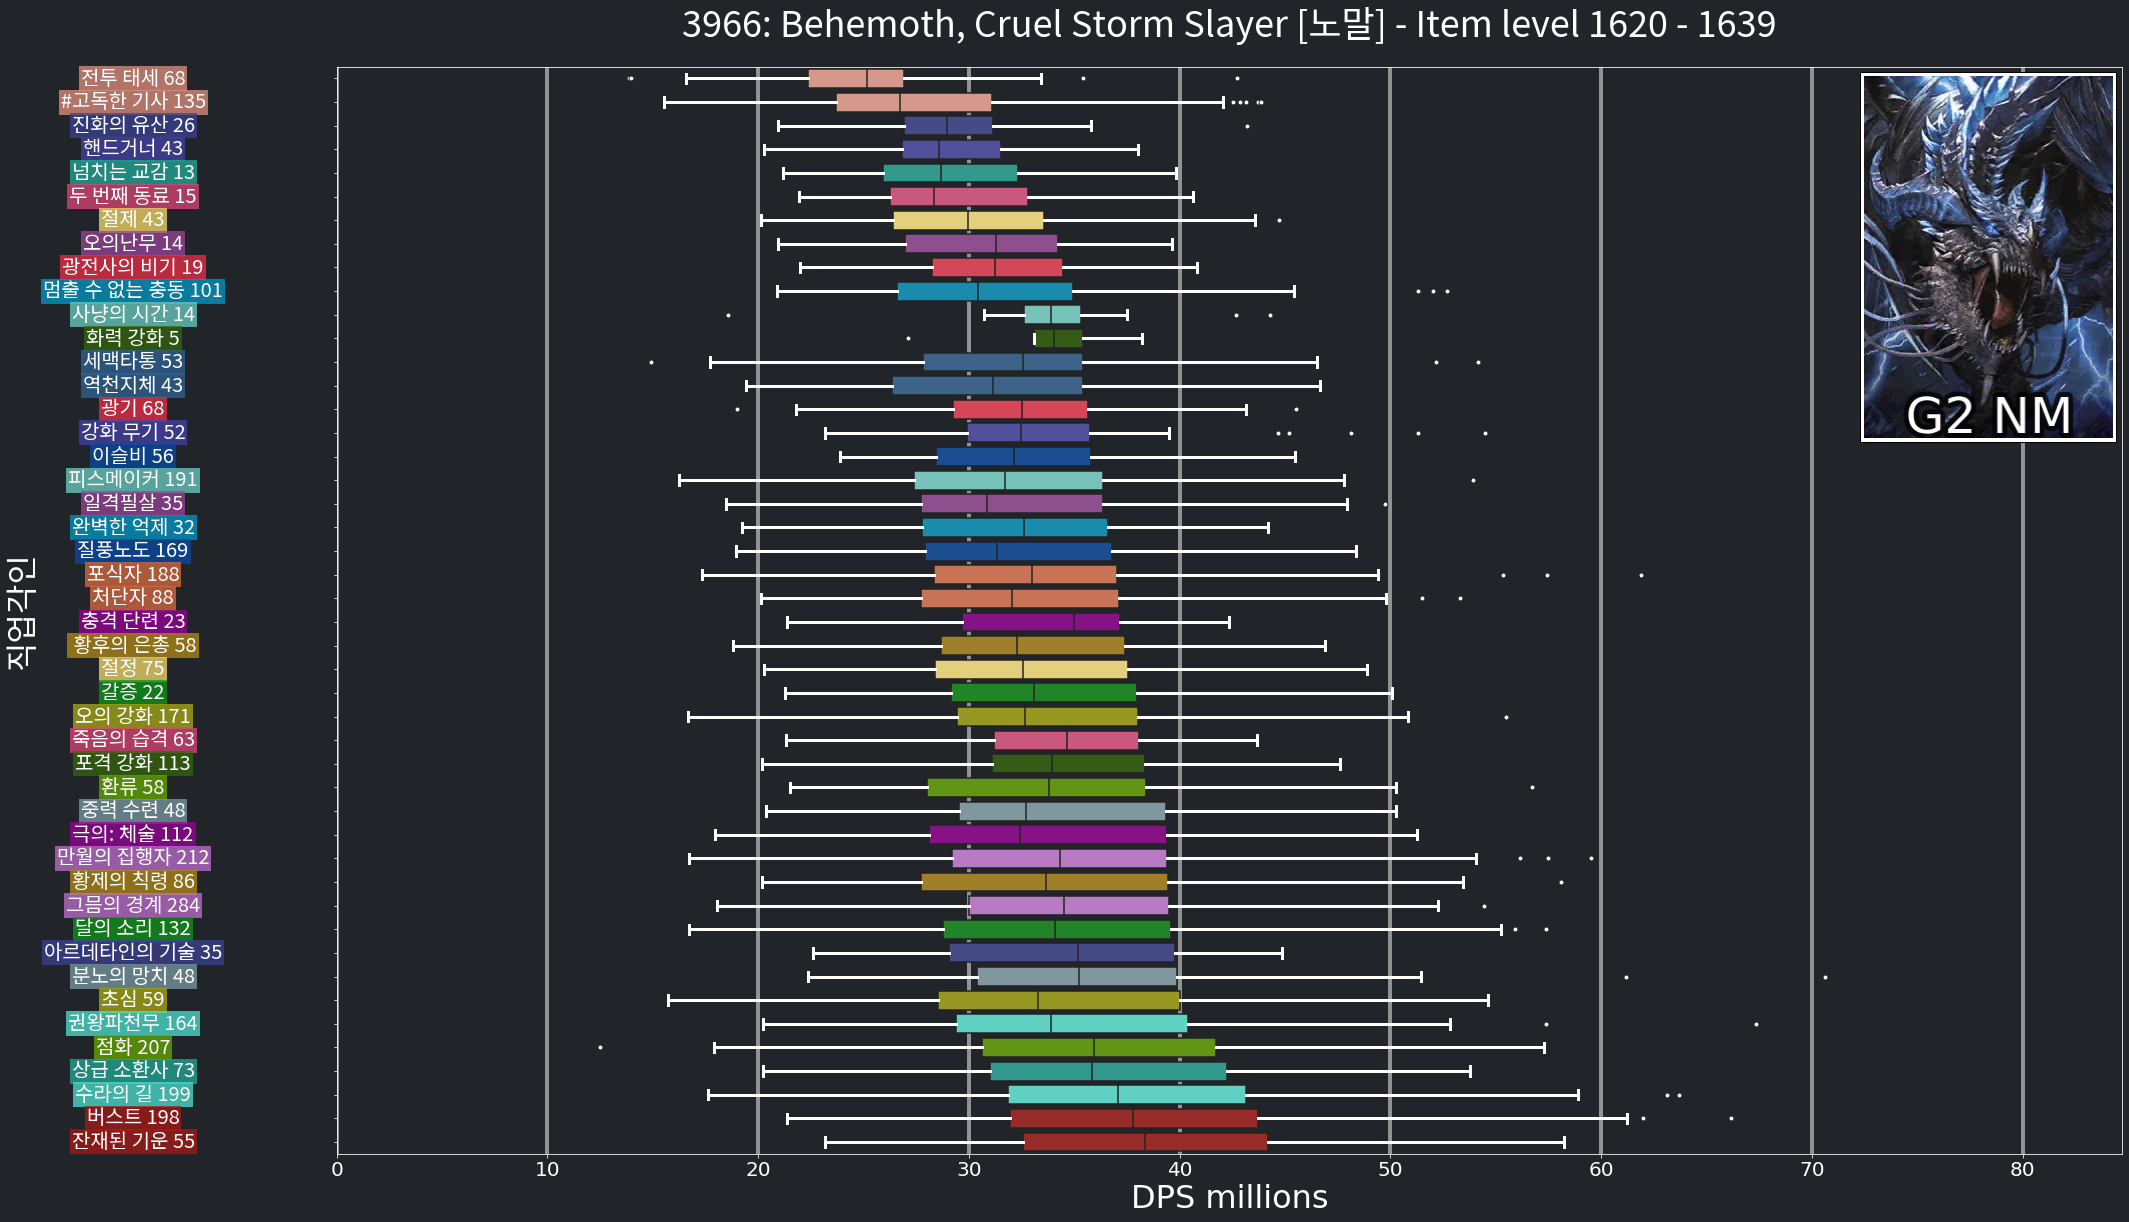 3966: Behemoth, Cruel Storm Slayer [노말] - Item level 1620 - 1639
전투 태세 68
#고독한 기사 135
진화의 유산 26
핸드거너 43
넘치는 교감 13
두 번째 동료 15
절제 43
오의난무 14
광전사의 비기 19
멈출 수 없는 충동 101
사냥의 시간 14
화력 강화 5
세맥타통 53
역천지체 43
광기 68
강화 무기 52
이슬비 56
피스메이커 191
일격필살 35
완벽한 억제 32
질풍노도 169
포식자 188
처단자 88
충격 단련 23
황후의 은총 58
절정 75
갈증 22
오의 강화 171
죽음의 습격 63
포격 강화 113
환류 58
중력 수련 48
극의: 체술 112
만월의 집행자 212
황제의 칙령 86
그믐의 경계 284
달의 소리 132
아르데타인의 기술 35
분노의 망치 48
초심 59
권왕파천무 164
점화 207
상급 소환사 73
수라의 길 199
버스트 198
잔재된 기운 55
직업각인
G2 NM
0 10 20 30 40 50 60 70 80
DPS millions